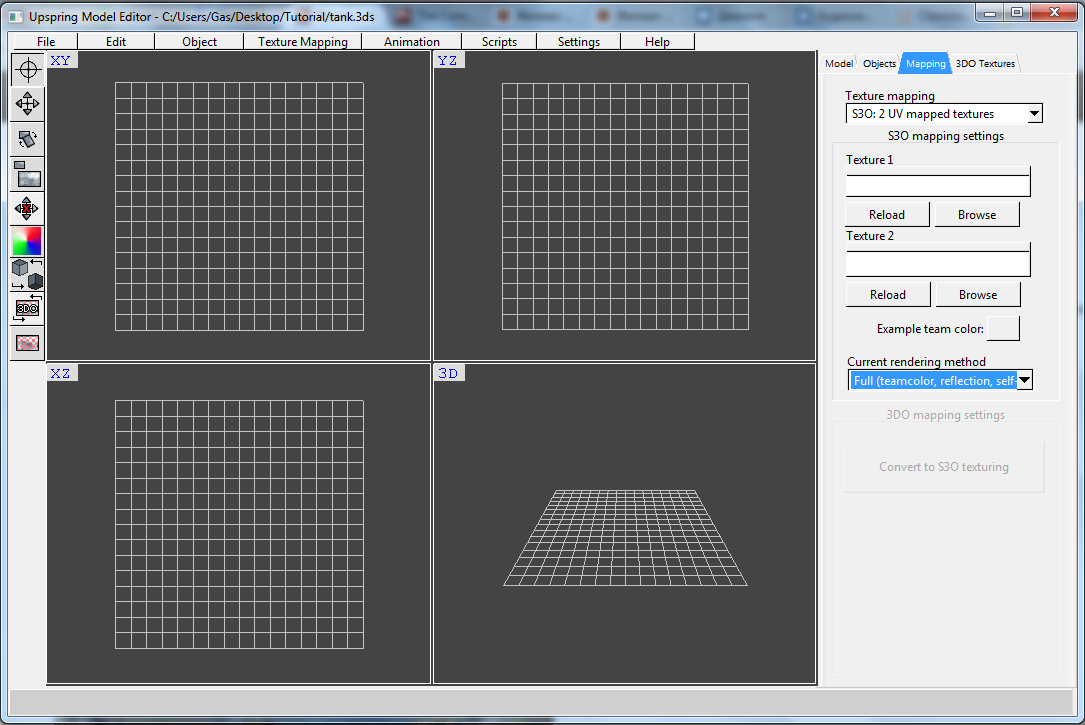 Upspring Model Editor - C:/Users/Gas/Desktop/Tutorial/tank.3ds
File Edit Object Texture Mapping Animation Scripts Settings Help
XY
YZ
XZ
3D
3DO
Model Objects Mapping 3DO Textures
Texture mapping
S3O: 2 UV mapped textures
S3O mapping settings
Texture 1
Reload Browse
Texture 2
Reload Browse
Example team color:
Current rendering method
Full (teamcolor, reflection, self-
3DO mapping settings
Convert to S3O texturing